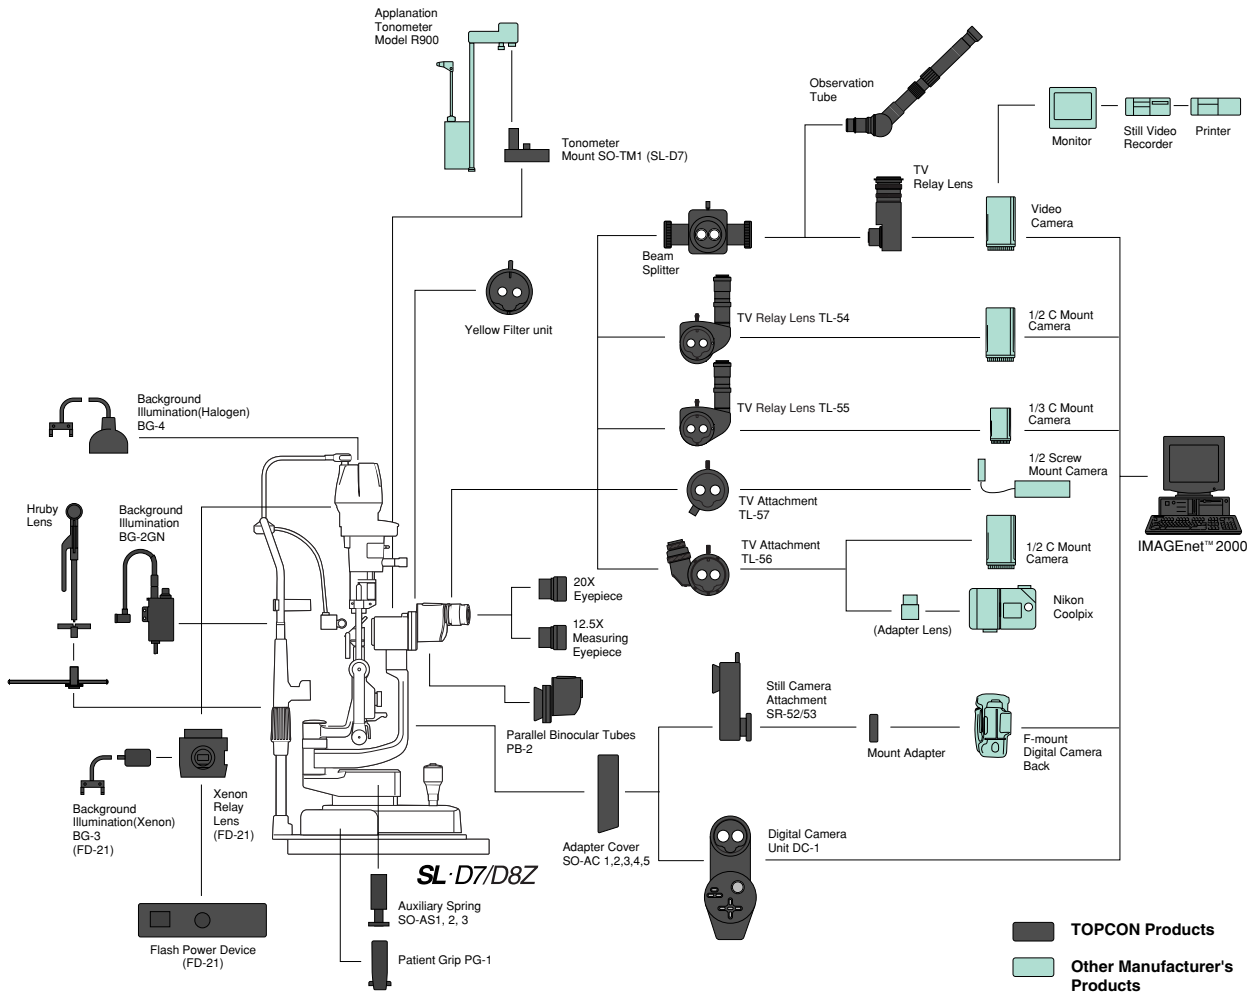 Applanation
Tonometer
Model R900
Observation
Tube
Monitor
Still Video
Recorder
Printer
Tonometer
Mount SO-TM1 (SL-D7)
TV
Relay Lens
Video
Camera
Beam
Splitter
Yellow Filter unit
TV Relay Lens TL-54
1/2 C Mount
Camera
Background
Illumination(Halogen)
BG-4
TV Relay Lens TL-55
1/3 C Mount
Camera
1/2 Screw
Mount Camera
Hruby
Lens
Background
Illumination
BG-2GN
TV Attachment
TL-57
IMAGEnet™ 2000
TV Attachment
TL-56
1/2 C Mount
Camera
20X
Eyepiece
12.5X
Measuring
Eyepiece
(Adapter Lens)
Nikon
Coolpix
Parallel Binocular Tubes
PB-2
Still Camera
Attachment
SR-52/53
Mount Adapter
F-mount
Digital Camera
Back
Background
Illumination(Xenon)
BG-3
(FD-21)
Xenon
Relay
Lens
(FD-21)
Adapter Cover
SO-AC 1,2,3,4,5
Digital Camera
Unit DC-1
SL·D7/D8Z
Auxiliary Spring
SO-AS1, 2, 3
Flash Power Device
(FD-21)
Patient Grip PG-1
TOPCON Products
Other Manufacturer's
Products